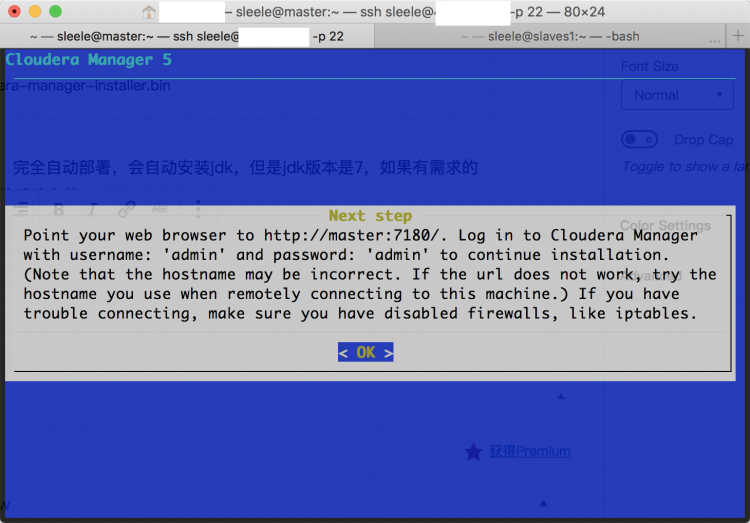 — sleele@master:~ — ssh sleele@ -p 22 — 80×24
~ — sleele@master:~ — ssh sleele@ -p 22
~ — sleele@slaves1:~ — -bash
...
+
Cloudera Manager 5
Font Size
era-manager-installer.bin
Normal
Drop Cap
完全自动部署，会自动安装jdk，但是jdk版本是7，如果有需求的
Toggle to show a lar
B I ABC
Next step
Color Settings
Point your web browser to http://master:7180/. Log in to Cloudera Manager
with username: 'admin' and password: 'admin' to continue installation.
(Note that the hostname may be incorrect. If the url does not work, try the
Advanced
hostname you use when remotely connecting to this machine.) If you have
trouble connecting, make sure you have disabled firewalls, like iptables.
< OK >
获得Premium
w